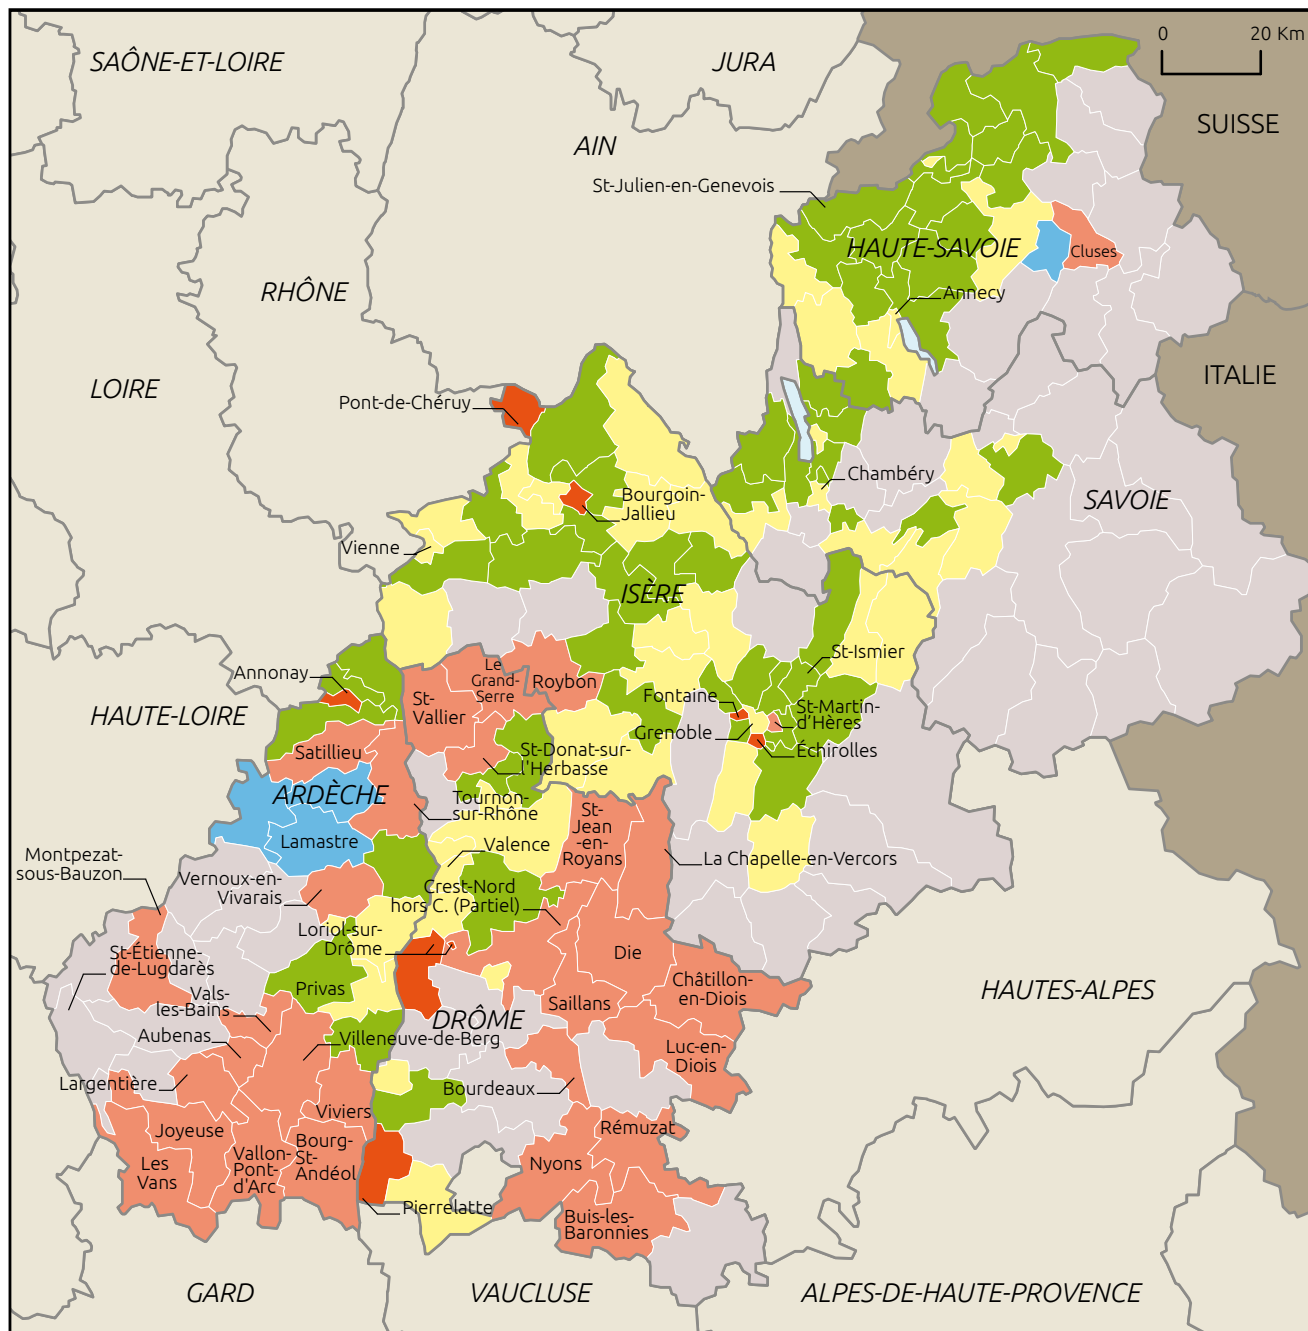 0
20 Km
SAÔNE-ET-LOIRE
JURA
SUISSE
AIN
St-Julien-en-Genevois
HAUTE-SAVOIE
Cluses
RHÔNE
Annecy
LOIRE
ITALIE
Pont-de-Chéruy
Chambéry
Bourgoin-
Jallieu
SAVOIE
Vienne
ISÈRE
St-Ismier
Annonay
Le
Grand-
Serre
Roybon
St-
Vallier
Fontaine
St-Martin-
d'Hères
HAUTE-LOIRE
Grenoble
Échirolles
Satillieu
St-Donat-sur-
l'Herbasse
ARDÈCHE
Tournon-
sur-Rhône
St-
Jean
-en-
Royans
Lamastre
Valence
La Chapelle-en-Vercors
Montpezat-
sous-Bauzon
Vernoux-en-
Vivarais
Crest-Nord
hors C. (Partiel)
Loriol-sur-
Drôme
St-Étienne-
de-Lugdarès
Die
Privas
Vals-
les-Bains
Châtillon-
en-Diois
HAUTES-ALPES
Saillans
DRÔME
Aubenas
Villeneuve-de-Berg
Luc-en-
Diois
Largentière
Bourdeaux
Viviers
Joyeuse
Rémuzat
Bourg-
St-
Andéol
Vallon-
Pont-
d'Arc
Les
Vans
Nyons
Pierrelatte
Buis-les-
Baronnies
GARD
VAUCLUSE
ALPES-DE-HAUTE-PROVENCE